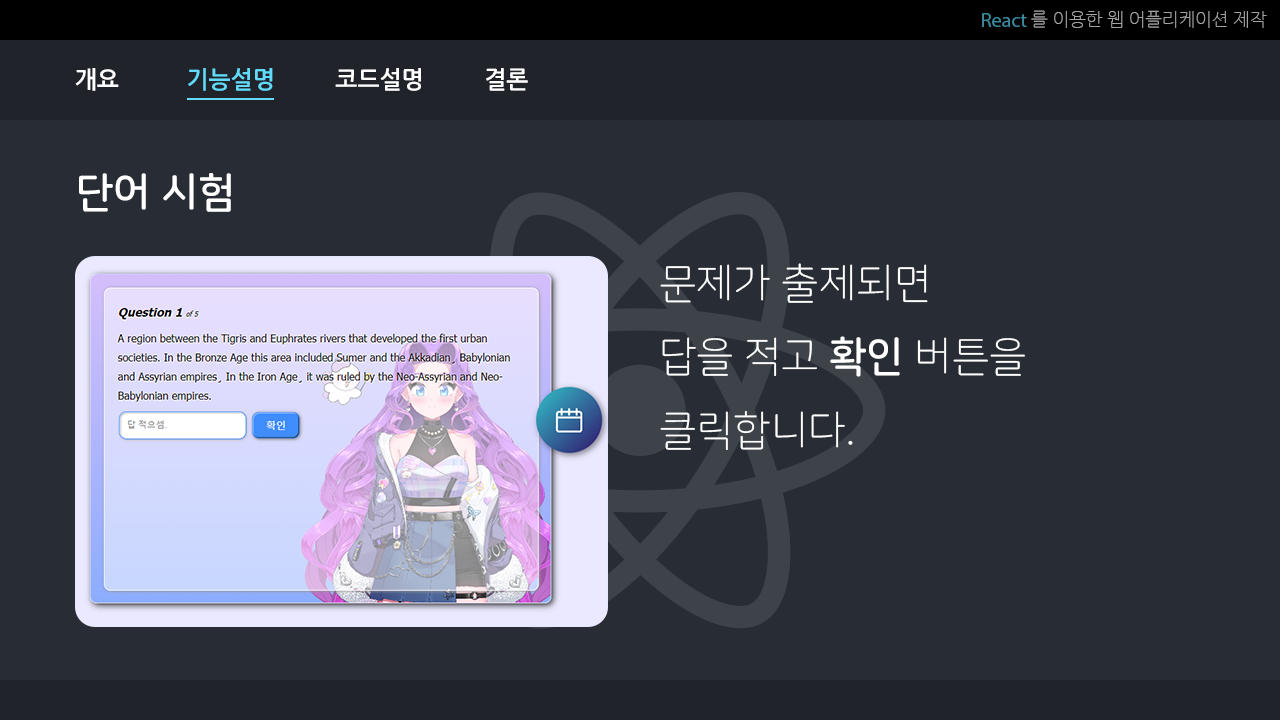 React 를 이용한 웹 어플리케이션 제작
개요 기능설명 코드설명 결론
단어 시험
Question 1 of 5
A region between the Tigris and Euphrates rivers that developed the first urban
societies. In the Bronze Age this area included Sumer and the Akkadian¸ Babylonian
and Assyrian empires¸ In the Iron Age¸ it was ruled by the Neo-Assyrian and Neo-
Babylonian empires.
답 적으셈.
확인
문제가 출제되면
답을 적고 확인 버튼을
클릭합니다.